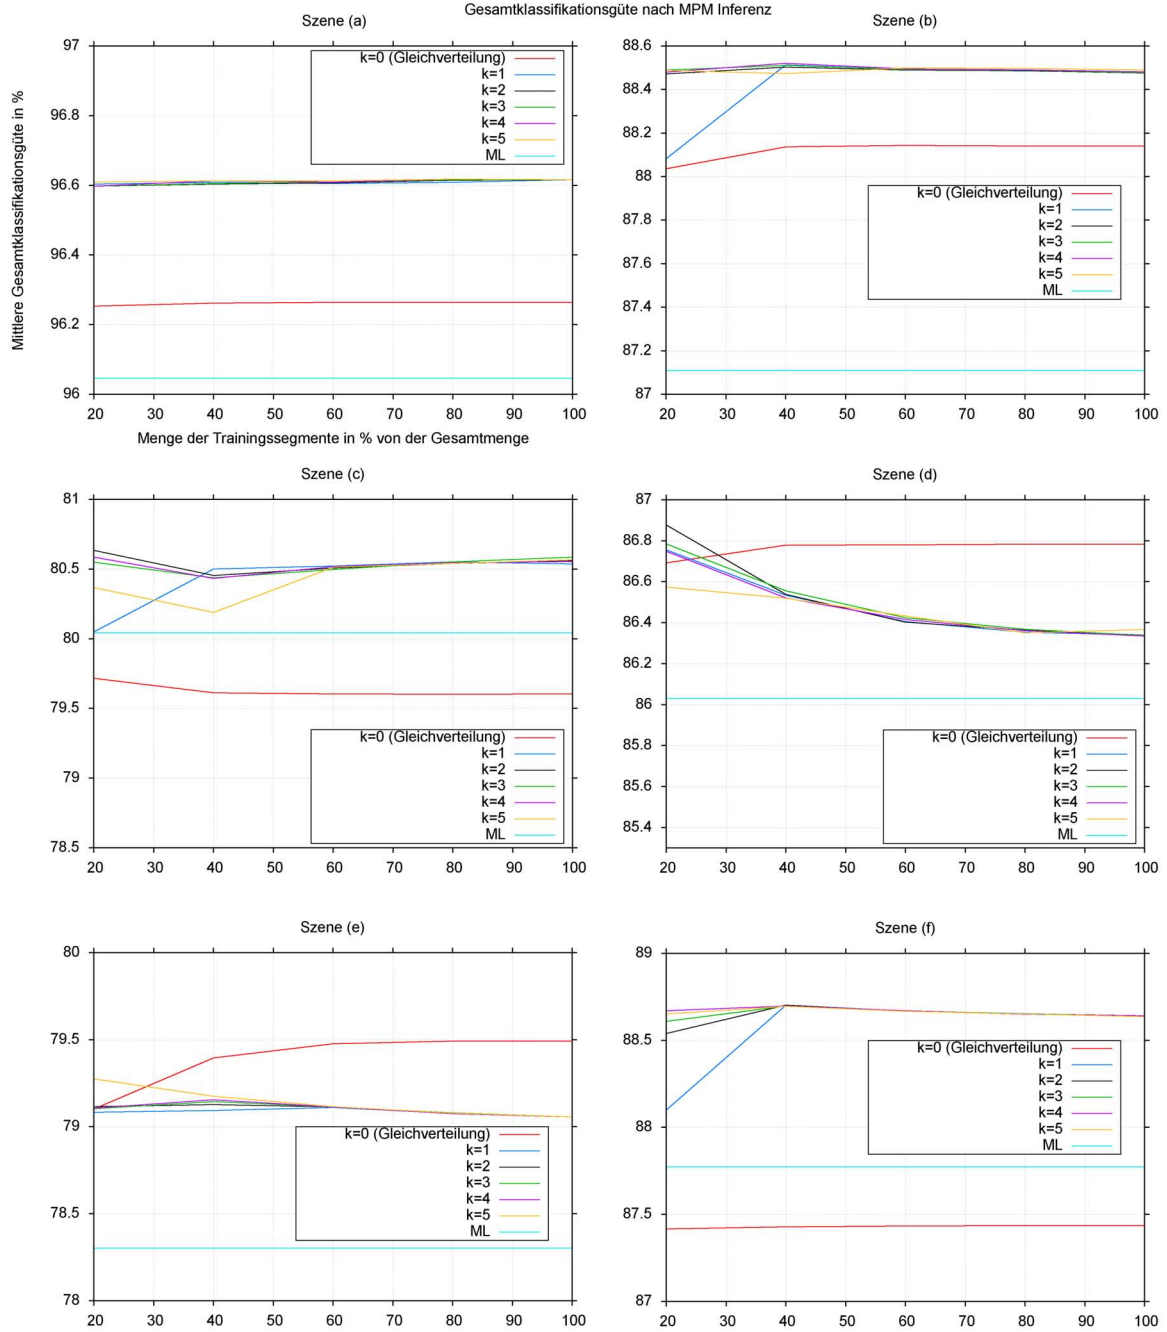 Gesamtklassifikationsgüte nach MPM Inferenz
Szene (a)
Mittlere Gesamtklassifikationsgüte in %
97
96.8
96.6
96.4
96.2
96
k=0 (Gleichverteilung)
k=1
k=2
k=3
k=4
k=5
ML
20 30 40 50 60 70 80 90 100
Menge der Trainingssegmente in % von der Gesamtmenge
Szene (b)
88.6
88.4
88.2
88
87.8
87.6
87.4
87.2
87
k=0 (Gleichverteilung)
k=1
k=2
k=3
k=4
k=5
ML
20 30 40 50 60 70 80 90 100
Szene (c)
81
80.5
80
79.5
79
78.5
k=0 (Gleichverteilung)
k=1
k=2
k=3
k=4
k=5
ML
20 30 40 50 60 70 80 90 100
Szene (d)
87
86.8
86.6
86.4
86.2
86
85.8
85.6
85.4
k=0 (Gleichverteilung)
k=1
k=2
k=3
k=4
k=5
ML
20 30 40 50 60 70 80 90 100
Szene (e)
80
79.5
79
78.5
78
k=0 (Gleichverteilung)
k=1
k=2
k=3
k=4
k=5
ML
20 30 40 50 60 70 80 90 100
Szene (f)
89
88.5
88
87.5
87
k=0 (Gleichverteilung)
k=1
k=2
k=3
k=4
k=5
ML
20 30 40 50 60 70 80 90 100